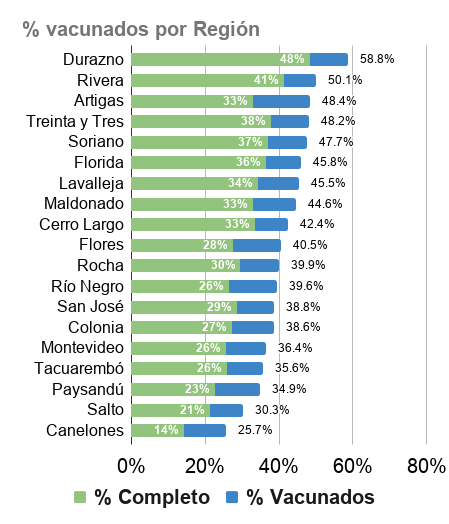 % vacunados por Región
Durazno 48% 58.8%
Rivera 41% 50.1%
Artigas 33% 48.4%
Treinta y Tres 38% 48.2%
Soriano 37% 47.7%
Florida 36% 45.8%
Lavalleja 34% 45.5%
Maldonado 33% 44.6%
Cerro Largo 33% 42.4%
Flores 28% 40.5%
Rocha 30% 39.9%
Río Negro 26% 39.6%
San José 29% 38.8%
Colonia 27% 38.6%
Montevideo 26% 36.4%
Tacuarembó 26% 35.6%
Paysandú 23% 34.9%
Salto 21% 30.3%
Canelones 14% 25.7%
0% 20% 40% 60% 80%
% Completo % Vacunados